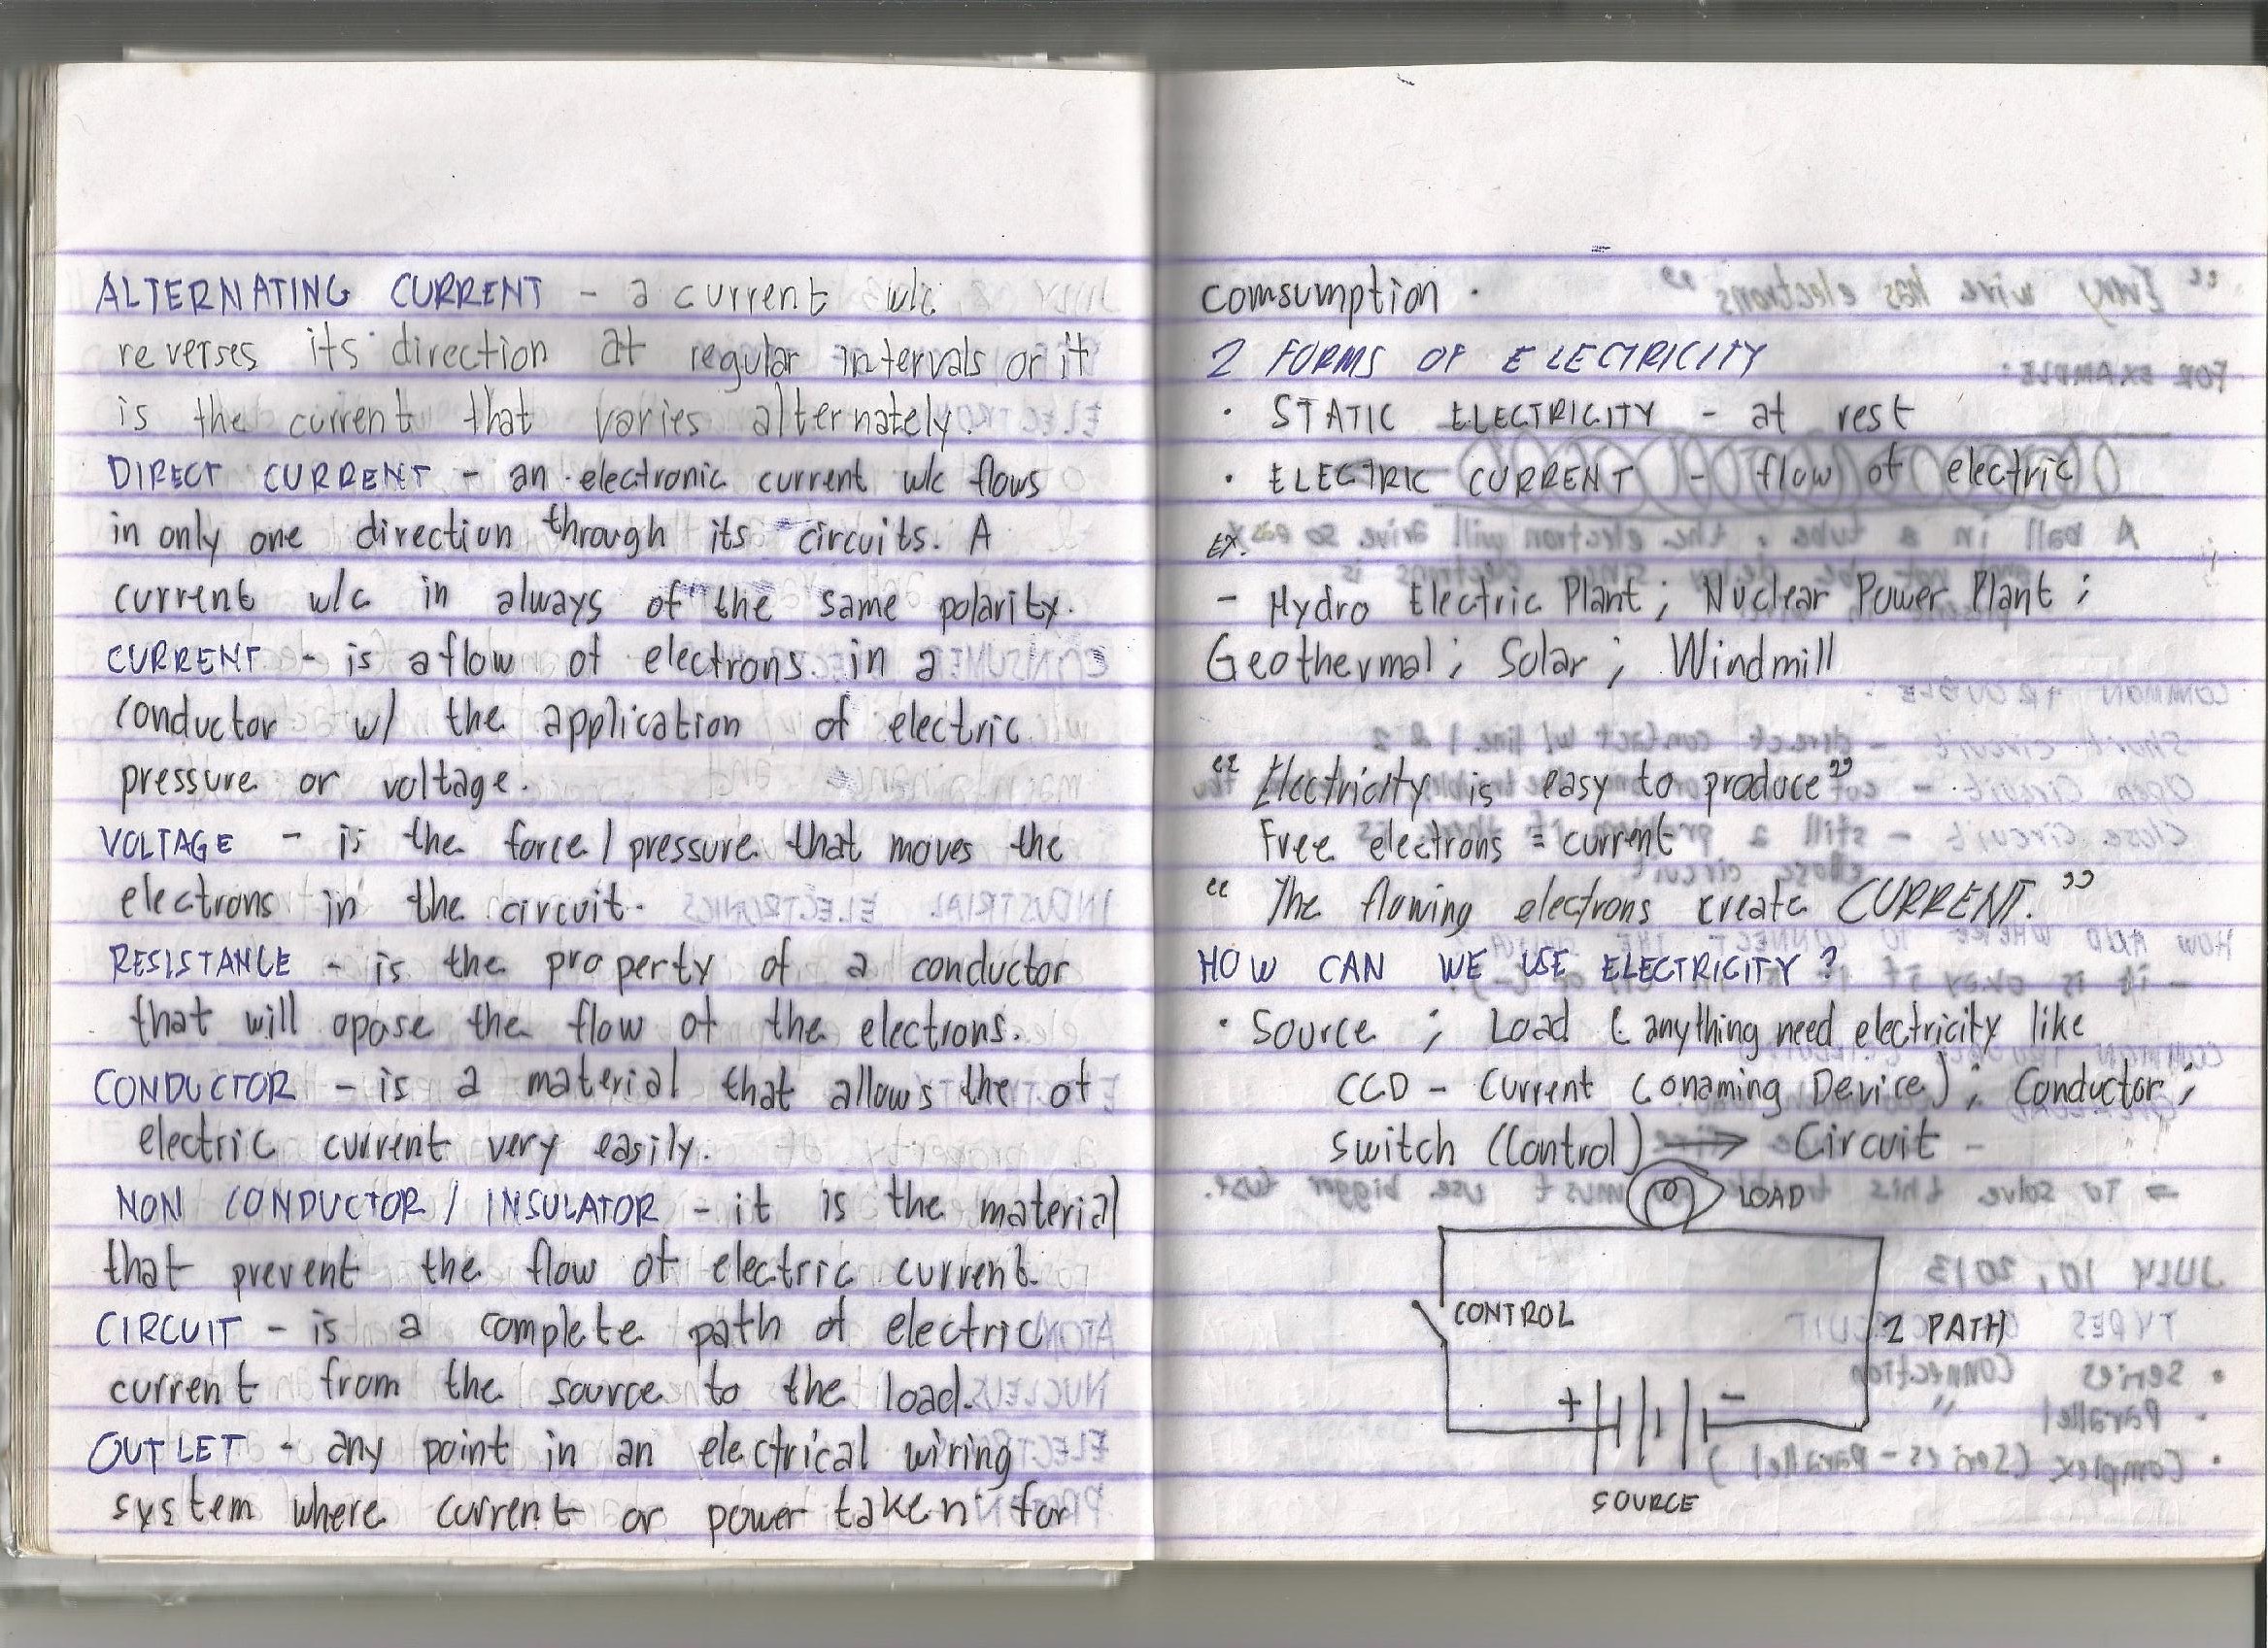 ALTERNATING CURRENT - a current w/c
reverses its direction at regular intervals or it
is the current that varies alternately.
DIRECT CURRENT - an electronic current w/c flows
in only one direction through its circuits. A
current w/c in always of the same polarity.
CURRENT - is a flow of electrons in a
conductor w/ the application of electric
pressure or voltage.
VOLTAGE - is the force / pressure that moves the
electrons in the circuit.
RESISTANCE - is the property of a conductor
that will opose the flow of the electrons.
CONDUCTOR - is a material that allows the of
electric current very easily.
NON CONDUCTOR / INSULATOR - it is the material
that prevent the flow of electric current.
CIRCUIT - is a complete path of electric
current from the source to the load.
OUTLET - any point in an electrical wiring
system where current or power taken for
comsumption.
2 FORMS OF ELECTRICITY
• STATIC ELECTRICITY - at rest
• ELECTRIC CURRENT - flow of electric
EX.
- Hydro Electric Plant ; Nuclear Power Plant ;
Geothermal ; Solar ; Windmill
“ Electricity is easy to produce”
Free electrons = current
“ The flowing electrons create CURRENT. ”
HOW CAN WE USE ELECTRICITY ?
• Source ; Load ( anything need electricity like
CCD - Current Conaming Device) ; Conductor ;
Switch (Control) → Circuit -
LOAD
CONTROL
2 PATH
+ -
SOURCE